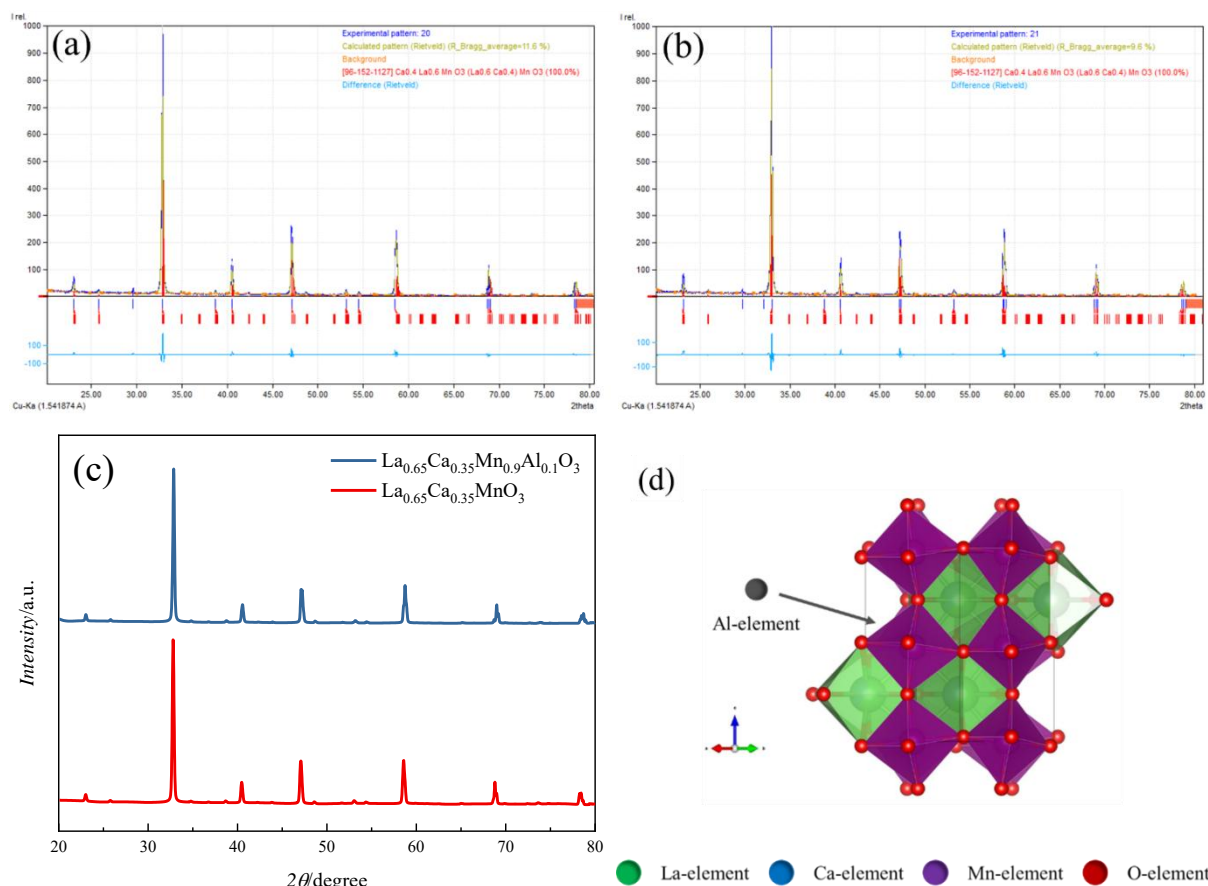 I rel.
(a)
Experimental pattern: 20
Calculated pattern (Rietveld) (R_Bragg_average=11.6 %)
Background
[96-152-1127] Ca0.4 La0.6 Mn O3 (La0.6 Ca0.4) Mn O3 (100.0%)
Difference (Rietveld)
1000
900
800
700
600
500
400
300
200
100
100
-100
25.00 30.00 35.00 40.00 45.00 50.00 55.00 60.00 65.00 70.00 75.00 80.00
Cu-Ka (1.541874 A) 2theta
I rel.
(b)
Experimental pattern: 21
Calculated pattern (Rietveld) (R_Bragg_average=9.6 %)
Background
[96-152-1127] Ca0.4 La0.6 Mn O3 (La0.6 Ca0.4) Mn O3 (100.0%)
Difference (Rietveld)
1000
900
800
700
600
500
400
300
200
100
100
-100
25.00 30.00 35.00 40.00 45.00 50.00 55.00 60.00 65.00 70.00 75.00 80.00
Cu-Ka (1.541874 A) 2theta
(c)
La0.65Ca0.35Mn0.9Al0.1O3
La0.65Ca0.35MnO3
Intensity/a.u.
20 30 40 50 60 70 80
2θ/degree
(d)
Al-element
La-element Ca-element Mn-element O-element